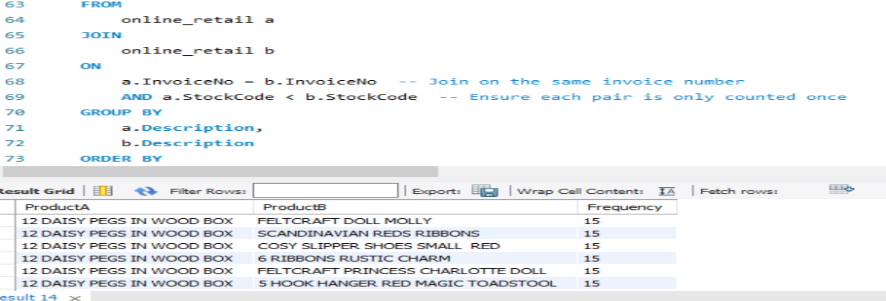 63 FROM
64 online_retail a
65 JOIN
66 online_retail b
67 ON
68 a.InvoiceNo = b.InvoiceNo -- Join on the same invoice number
69 AND a.StockCode < b.StockCode -- Ensure each pair is only counted once
70 GROUP BY
71 a.Description,
72 b.Description
73 ORDER BY
Result Grid Filter Rows: Export: Wrap Cell Content: Fetch rows:
ProductA ProductB Frequency
12 DAISY PEGS IN WOOD BOX FELTCRAFT DOLL MOLLY 15
12 DAISY PEGS IN WOOD BOX SCANDINAVIAN REDS RIBBONS 15
12 DAISY PEGS IN WOOD BOX COSY SLIPPER SHOES SMALL RED 15
12 DAISY PEGS IN WOOD BOX 6 RIBBONS RUSTIC CHARM 15
12 DAISY PEGS IN WOOD BOX FELTCRAFT PRINCESS CHARLOTTE DOLL 15
12 DAISY PEGS IN WOOD BOX 5 HOOK HANGER RED MAGIC TOADSTOOL 15
esult 14